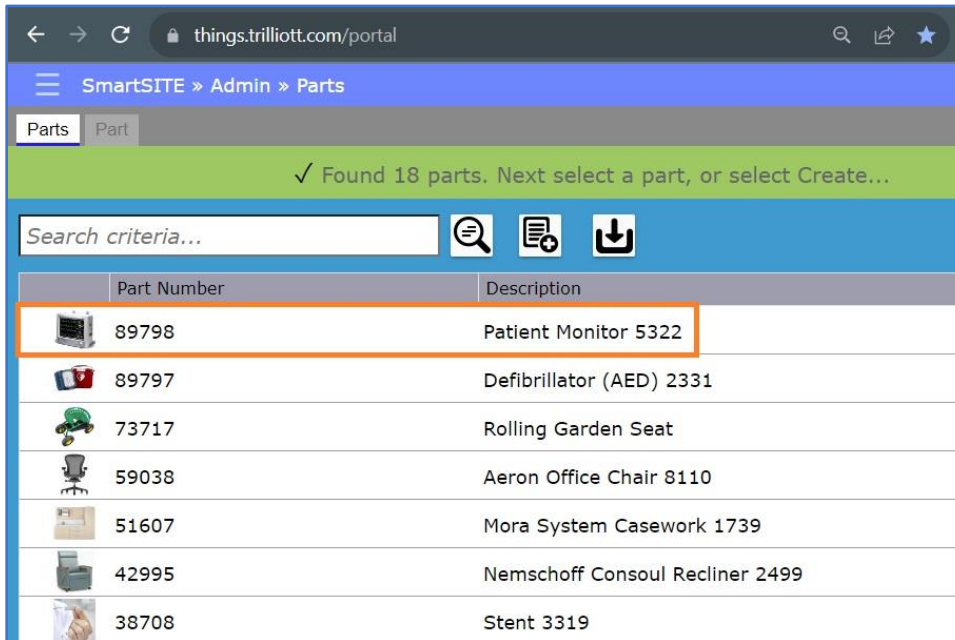 things.trilliott.com/portal
SmartSITE » Admin » Parts
Parts Part
✓ Found 18 parts. Next select a part, or select Create...
Search criteria...
Part Number Description
89798 Patient Monitor 5322
89797 Defibrillator (AED) 2331
73717 Rolling Garden Seat
59038 Aeron Office Chair 8110
51607 Mora System Casework 1739
42995 Nemschoff Consoul Recliner 2499
38708 Stent 3319